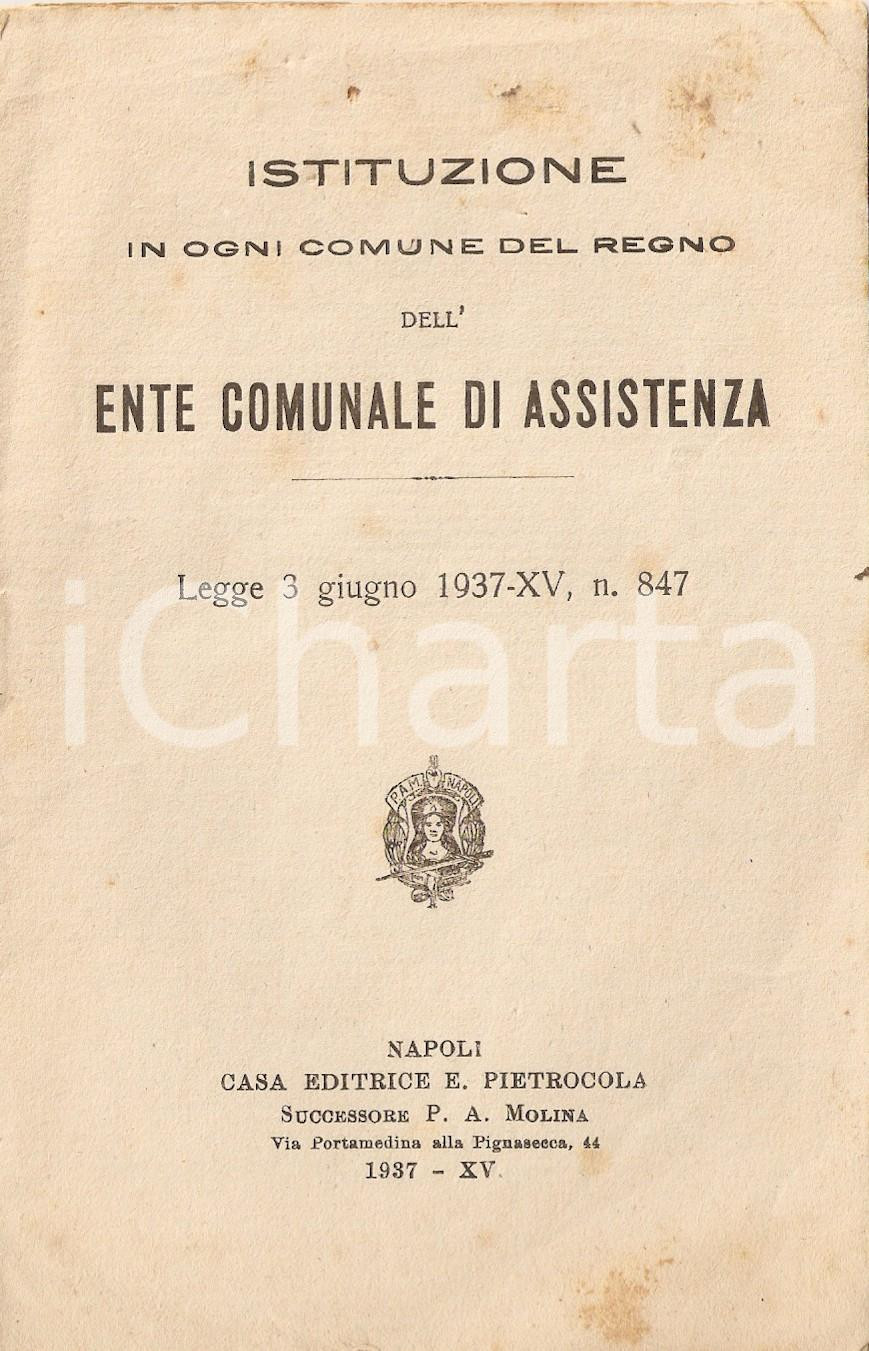 ISTITUZIONE
IN OGNI COMUNE DEL REGNO
DELL'
ENTE COMUNALE DI ASSISTENZA
Legge 3 giugno 1937-XV, n. 847
iCharta
P.A.M. NAPOLI
NAPOLI
CASA EDITRICE E. PIETROCOLA
SUCCESSORE P. A. MOLINA
Via Portamedina alla Pignasecca, 44
1937 - XV.